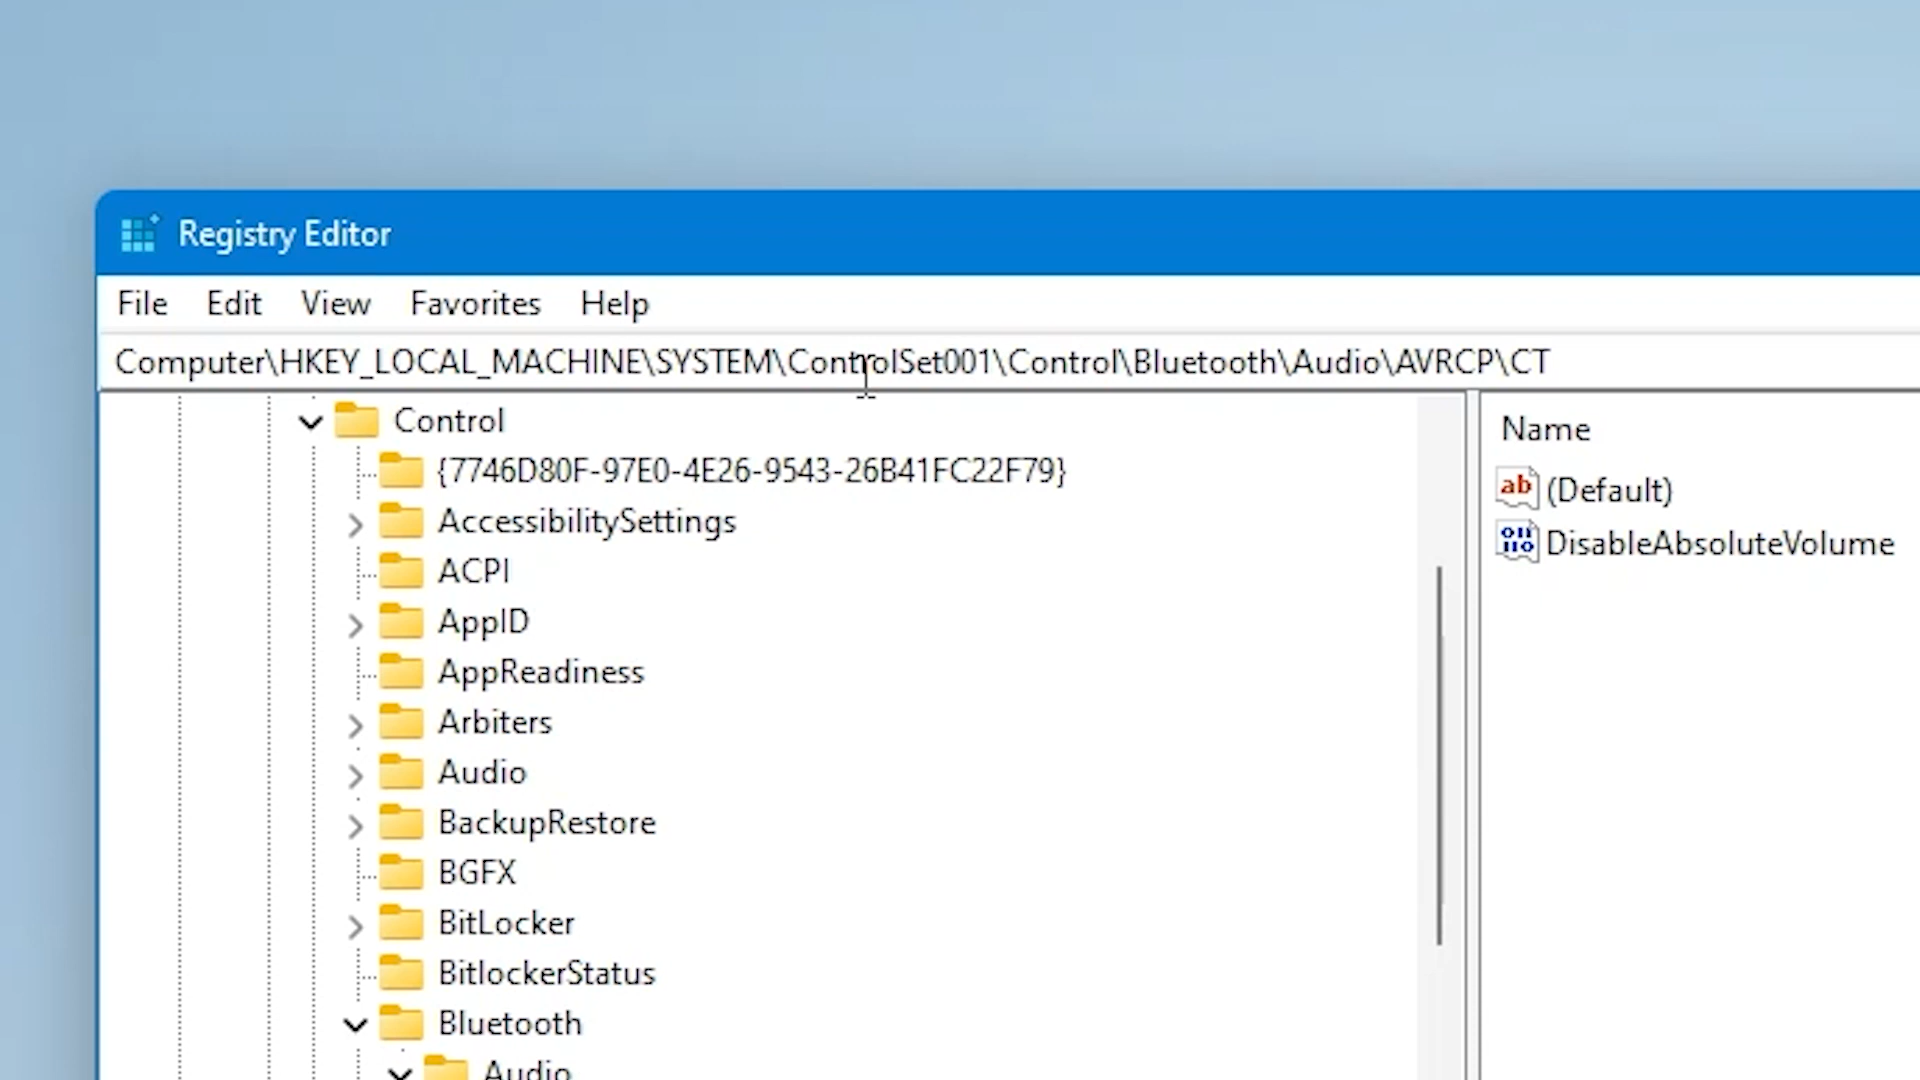 Registry Editor
File Edit View Favorites Help
Computer\HKEY_LOCAL_MACHINE\SYSTEM\ControlSet001\Control\Bluetooth\Audio\AVRCP\CT
Control
{7746D80F-97E0-4E26-9543-26B41FC22F79}
AccessibilitySettings
ACPI
AppID
AppReadiness
Arbiters
Audio
BackupRestore
BGFX
BitLocker
BitlockerStatus
Bluetooth
Audio
Name
ab (Default)
DisableAbsoluteVolume